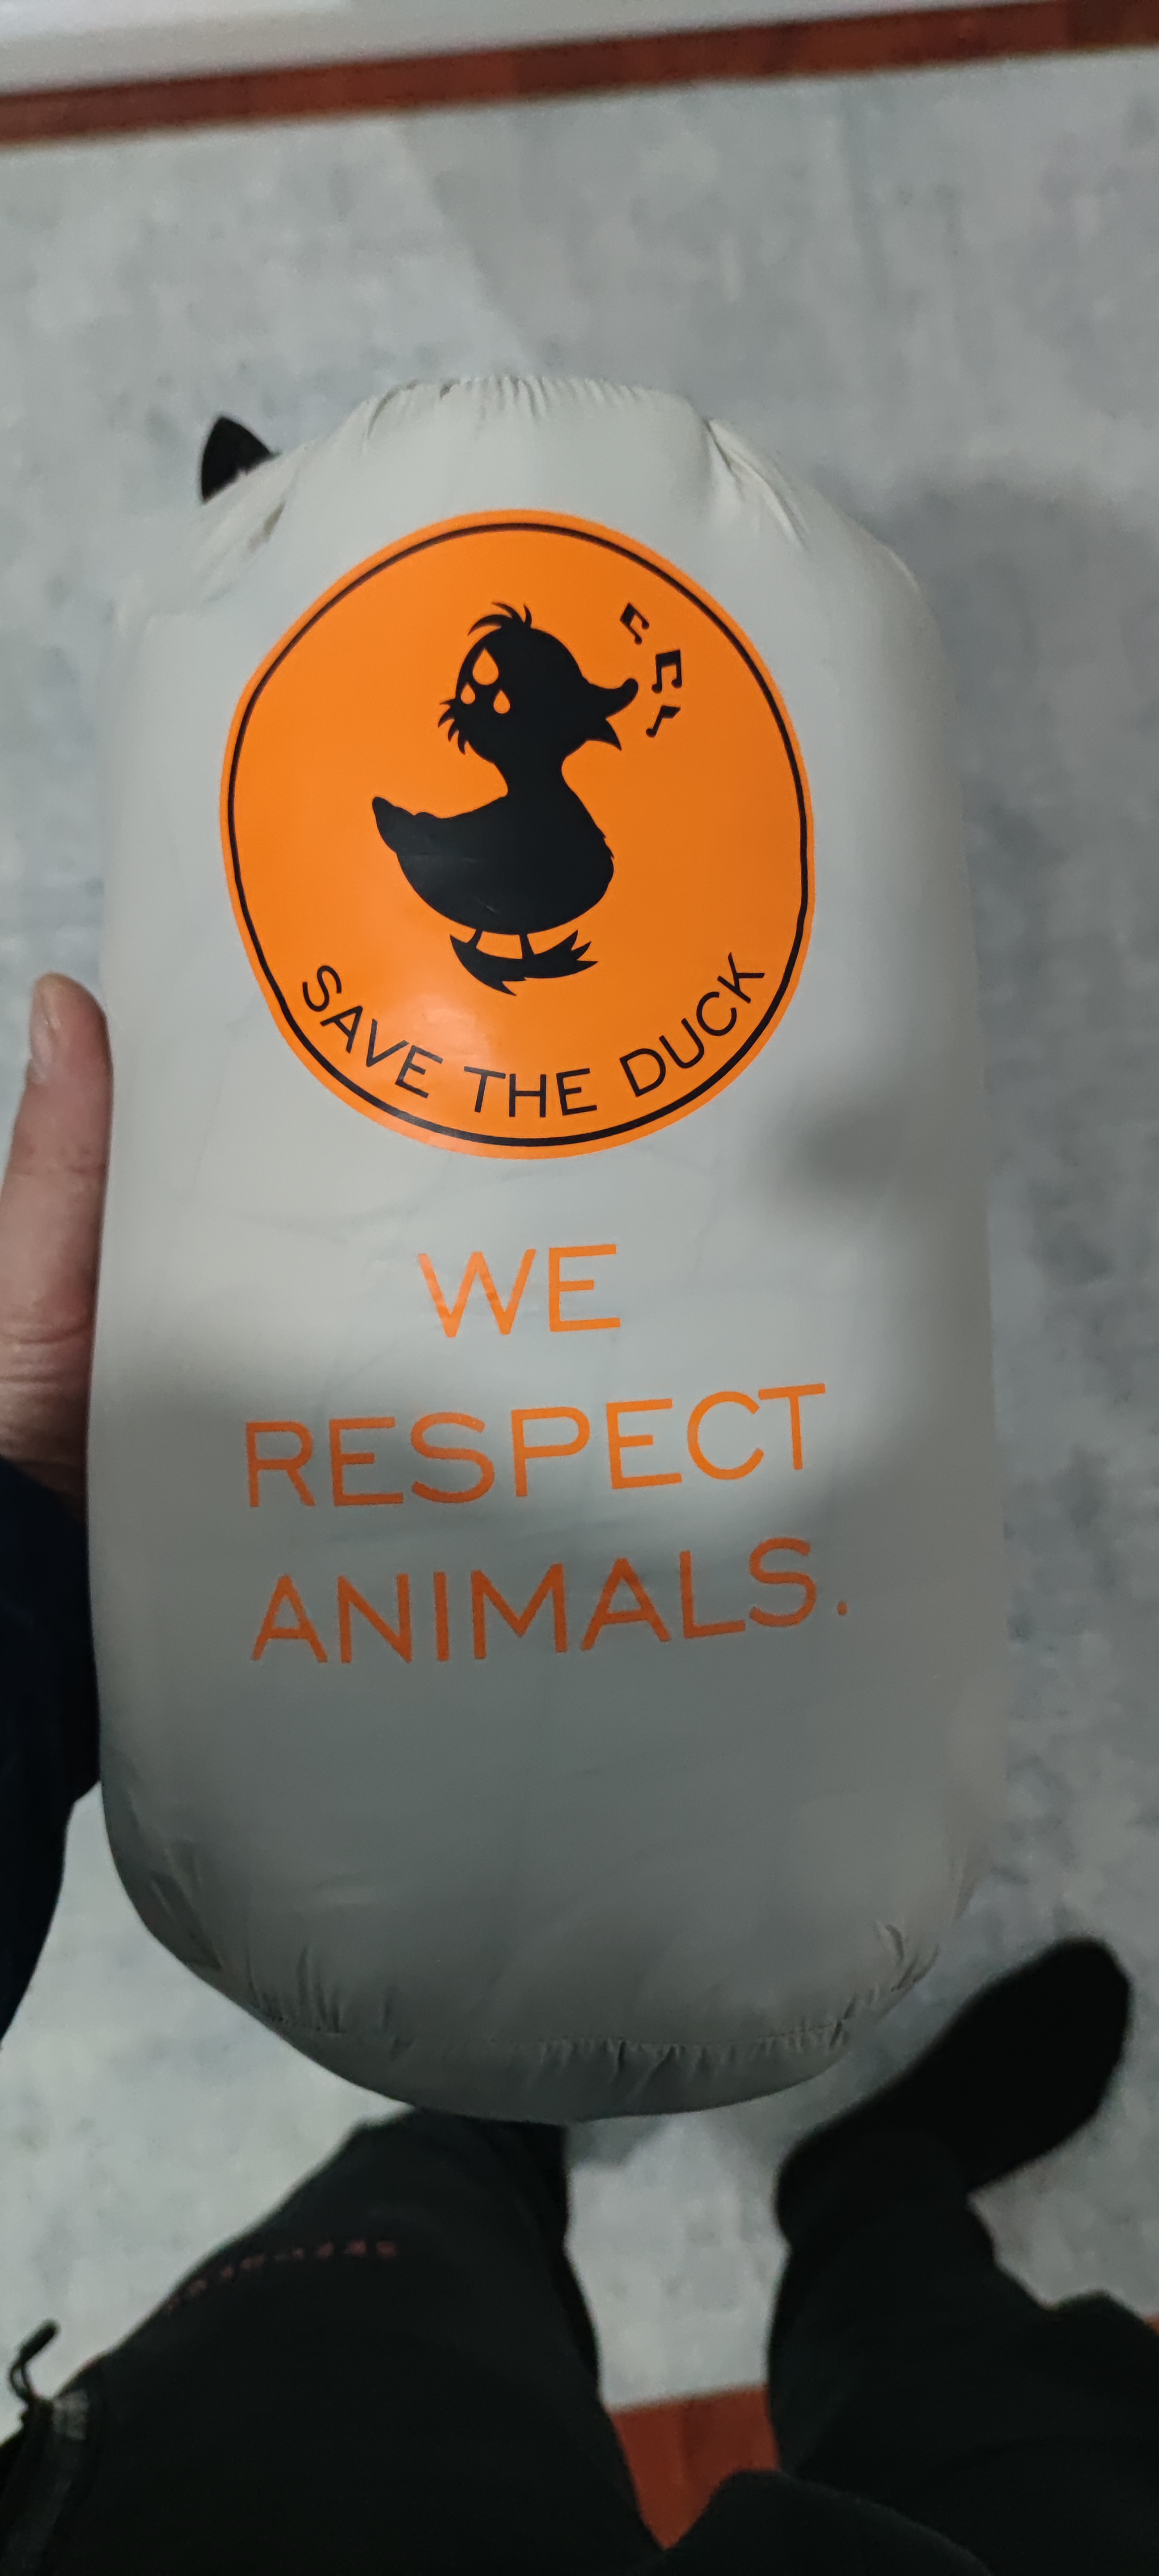 SAVE THE DUCK
WE
RESPECT
ANIMALS.